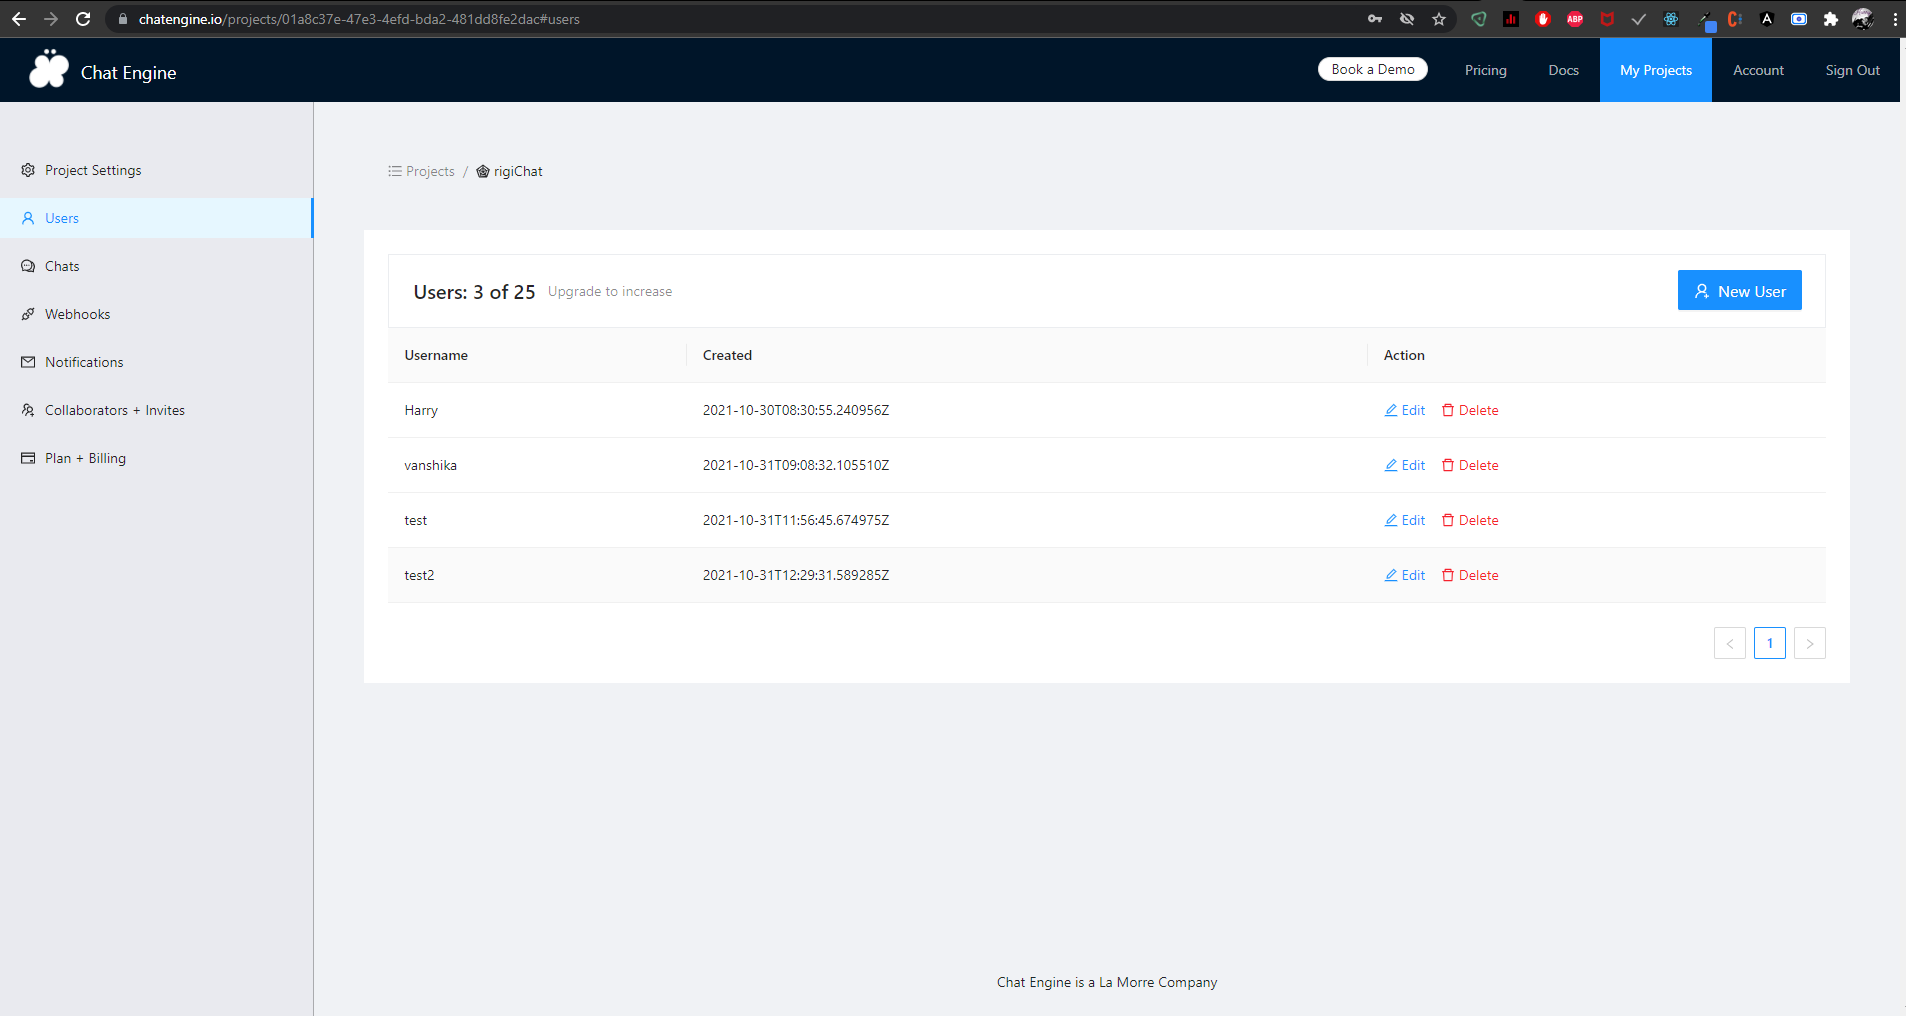 chatengine.io/projects/01a8c37e-47e3-4efd-bda2-481dd8fe2dac#users
ABP
Chat Engine
Book a Demo Pricing Docs My Projects Account Sign Out
Projects / rigiChat
Project Settings
Users
Chats
Webhooks
Notifications
Collaborators + Invites
Plan + Billing
Users: 3 of 25 Upgrade to increase New User
Username Created Action
Harry 2021-10-30T08:30:55.240956Z Edit Delete
vanshika 2021-10-31T09:08:32.105510Z Edit Delete
test 2021-10-31T11:56:45.674975Z Edit Delete
test2 2021-10-31T12:29:31.589285Z Edit Delete
< 1 >
Chat Engine is a La Morre Company